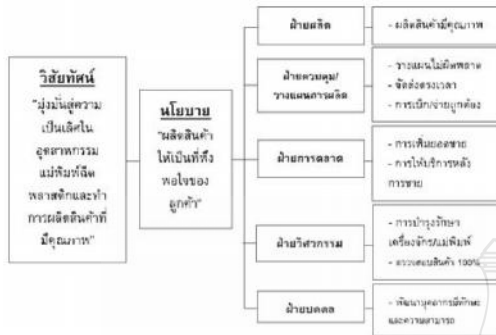 วิสัยทัศน์
"มุ่งมั่นสู่ความ
เป็นเลิศใน
อุตสาหกรรม
แม่พิมพ์ฉีด
พลาสติกและทำ
การผลิตสินค้าที่
มีคุณภาพ"
นโยบาย
"ผลิตสินค้า
ให้เป็นที่พึง
พอใจของ
ลูกค้า"
ฝ่ายผลิต
- ผลิตสินค้ามีคุณภาพ
ฝ่ายควบคุม/
วางแผนการผลิต
- วางแผนไม่ผิดพลาด
- จัดส่งตรงเวลา
- การเบิก/จ่ายถูกต้อง
ฝ่ายการตลาด
- การเพิ่มยอดขาย
- การให้บริการหลัง
การขาย
ฝ่ายวิศวกรรม
- การบำรุงรักษา
เครื่องจักร/แม่พิมพ์
- ตรวจสอบสินค้า 100%
ฝ่ายบุคคล
- พัฒนาบุคลากรมีทักษะ
และความสามารถ